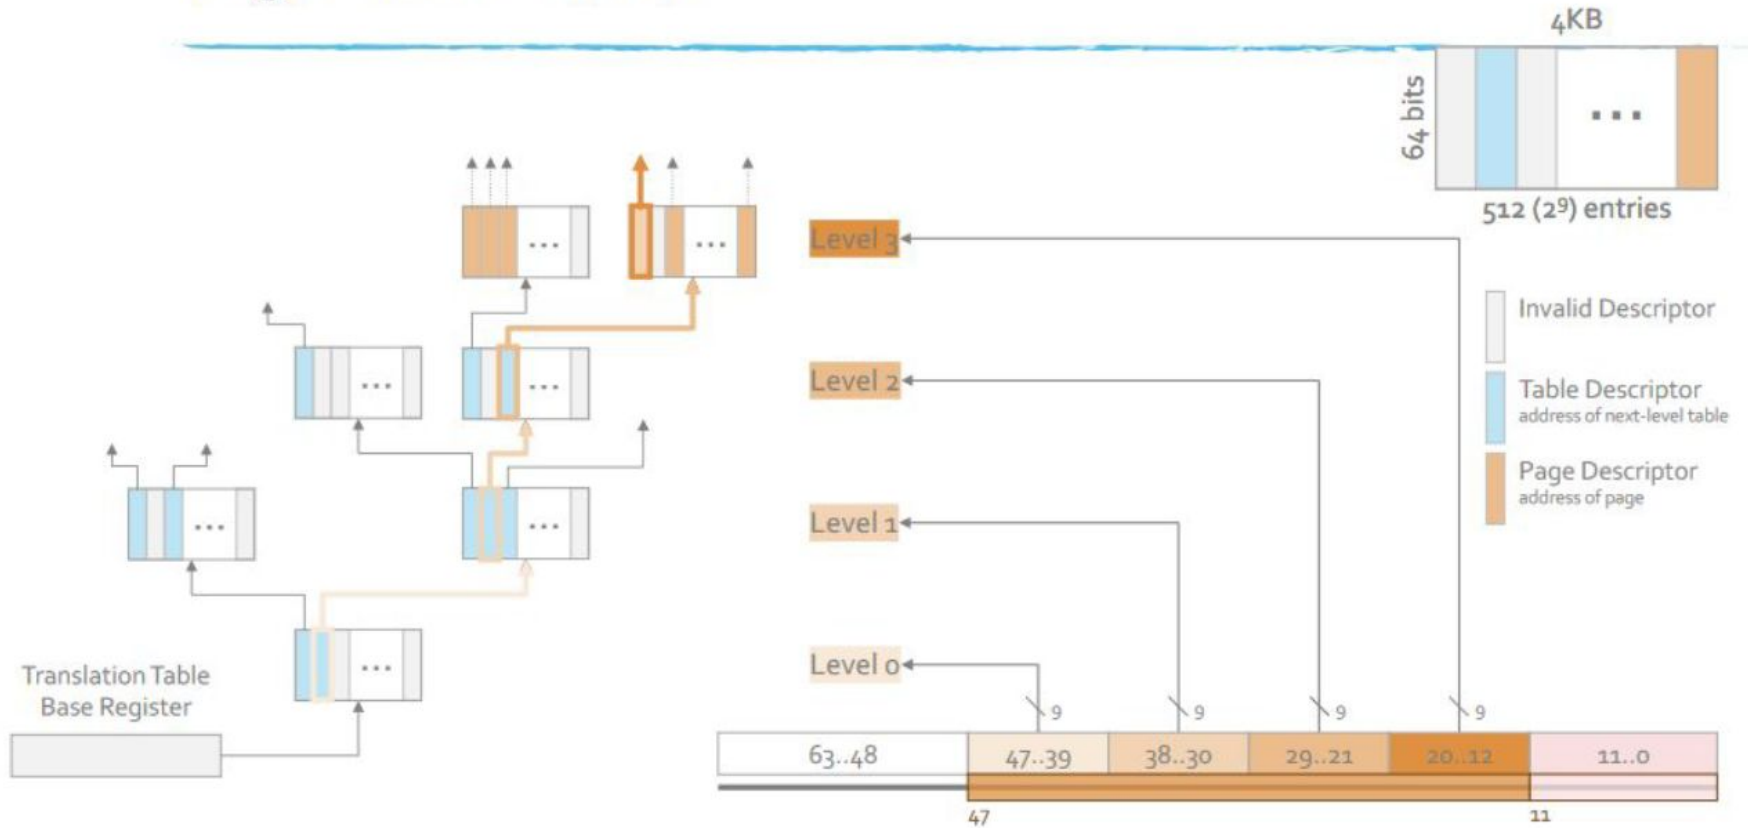 4KB
64 bits
...
512 (2⁹) entries
... ...
Level 3
Invalid Descriptor
... ...
Level 2
Table Descriptor
address of next-level table
Page Descriptor
address of page
... ...
Level 1
Translation Table
Base Register
...
Level 0
9 9 9 9
63..48 47..39 38..30 29..21 20..12 11..0
47 11